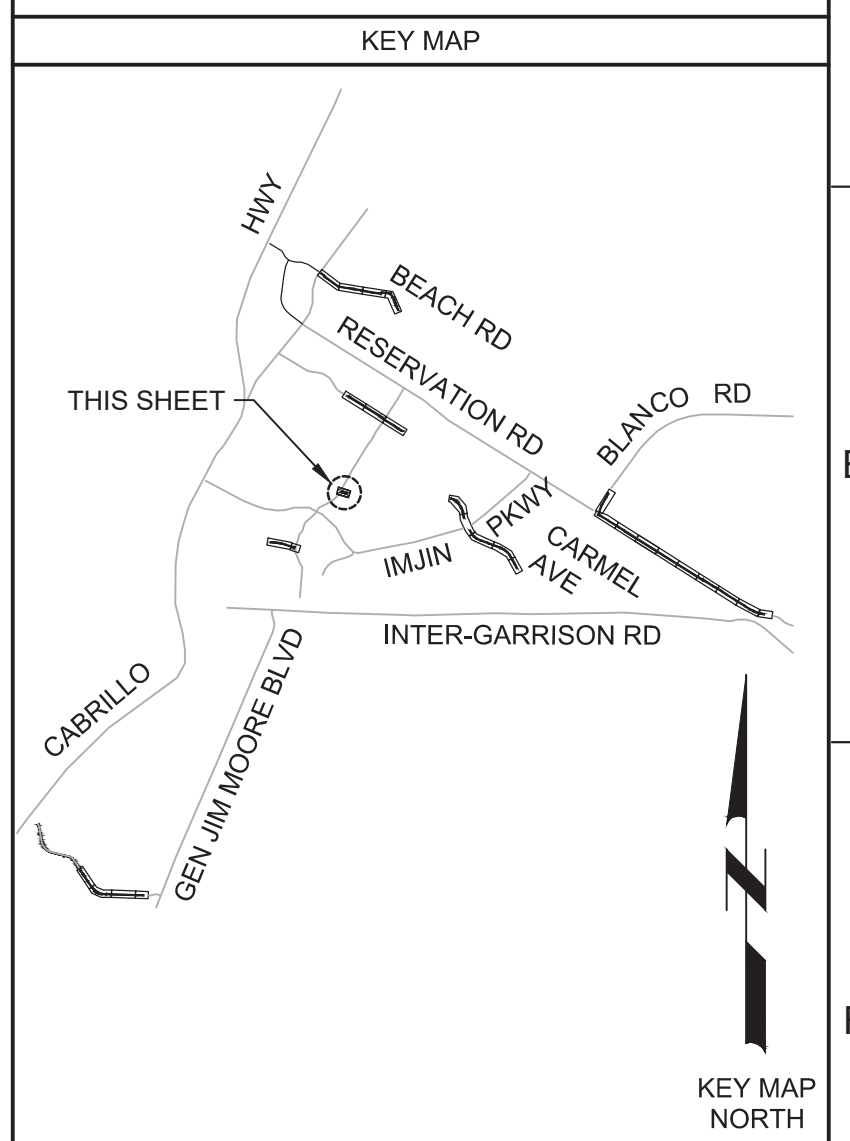 KEY MAP
HWY
BEACH RD
RESERVATION RD
THIS SHEET
BLANCO RD
PKWY
IMJIN
CARMEL
AVE
INTER-GARRISON RD
CABRILLO
GEN JIM MOORE BLVD
N
KEY MAP
NORTH